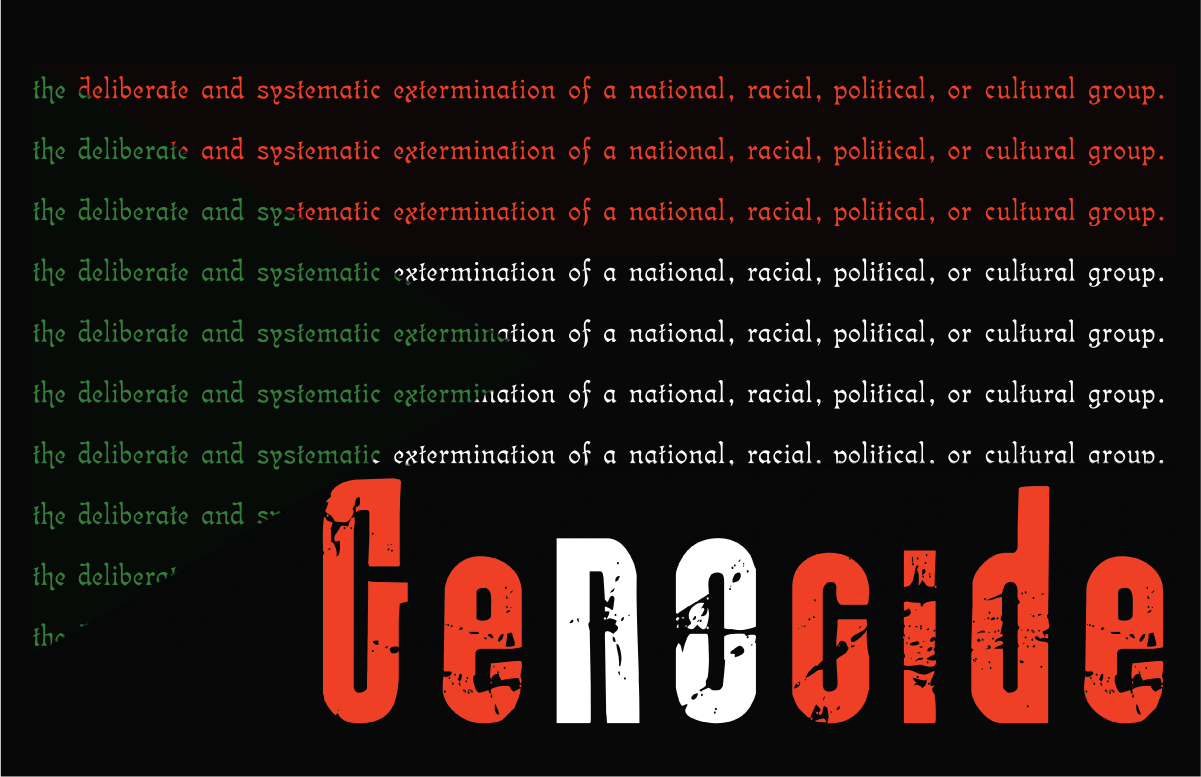 the deliberate and systematic extermination of a national, racial, political, or cultural group.
the deliberate and systematic extermination of a national, racial, political, or cultural group.
the deliberate and systematic extermination of a national, racial, political, or cultural group.
the deliberate and systematic extermination of a national, racial, political, or cultural group.
the deliberate and systematic extermination of a national, racial, political, or cultural group.
the deliberate and systematic extermination of a national, racial, political, or cultural group.
the deliberate and systematic extermination of a national, racial, political, or cultural group.
the deliberate and sy
the deliberat
the
Genocide